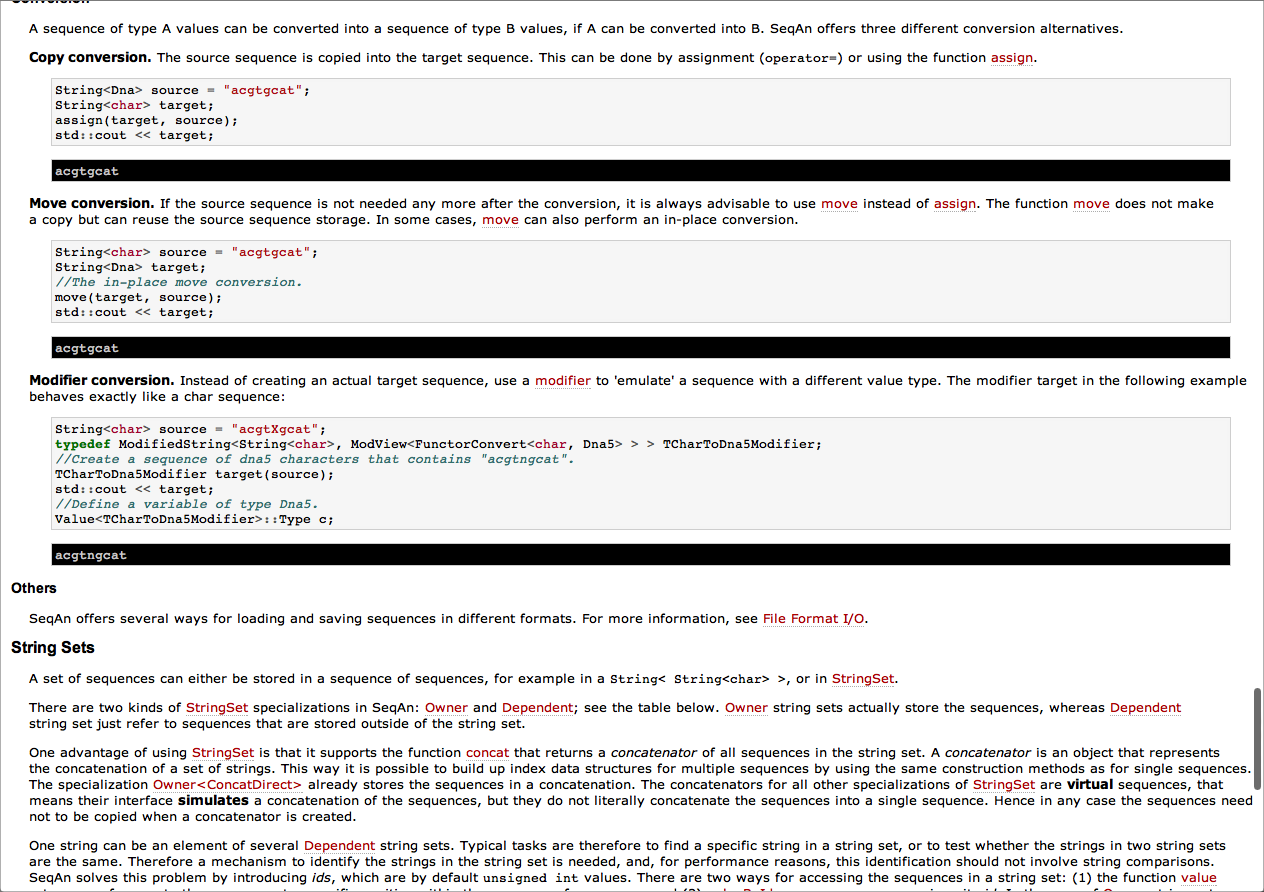 Conversion
A sequence of type A values can be converted into a sequence of type B values, if A can be converted into B. SeqAn offers three different conversion alternatives.
Copy conversion. The source sequence is copied into the target sequence. This can be done by assignment (operator=) or using the function assign.
String<Dna> source = "acgtgcat";
String<char> target;
assign(target, source);
std::cout << target;
acgtgcat
Move conversion. If the source sequence is not needed any more after the conversion, it is always advisable to use move instead of assign. The function move does not make
a copy but can reuse the source sequence storage. In some cases, move can also perform an in-place conversion.
String<char> source = "acgtgcat";
String<Dna> target;
//The in-place move conversion.
move(target, source);
std::cout << target;
acgtgcat
Modifier conversion. Instead of creating an actual target sequence, use a modifier to 'emulate' a sequence with a different value type. The modifier target in the following example
behaves exactly like a char sequence:
String<char> source = "acgtXgcat";
typedef ModifiedString<String<char>, ModView<FunctorConvert<char, Dna5> > > TCharToDna5Modifier;
//Create a sequence of dna5 characters that contains "acgtngcat".
TCharToDna5Modifier target(source);
std::cout << target;
//Define a variable of type Dna5.
Value<TCharToDna5Modifier>::Type c;
acgtngcat
Others
SeqAn offers several ways for loading and saving sequences in different formats. For more information, see File Format I/O.
String Sets
A set of sequences can either be stored in a sequence of sequences, for example in a String< String<char> >, or in StringSet.
There are two kinds of StringSet specializations in SeqAn: Owner and Dependent; see the table below. Owner string sets actually store the sequences, whereas Dependent
string set just refer to sequences that are stored outside of the string set.
One advantage of using StringSet is that it supports the function concat that returns a concatenator of all sequences in the string set. A concatenator is an object that represents
the concatenation of a set of strings. This way it is possible to build up index data structures for multiple sequences by using the same construction methods as for single sequences.
The specialization Owner<ConcatDirect> already stores the sequences in a concatenation. The concatenators for all other specializations of StringSet are virtual sequences, that
means their interface simulates a concatenation of the sequences, but they do not literally concatenate the sequences into a single sequence. Hence in any case the sequences need
not to be copied when a concatenator is created.
One string can be an element of several Dependent string sets. Typical tasks are therefore to find a specific string in a string set, or to test whether the strings in two string sets
are the same. Therefore a mechanism to identify the strings in the string set is needed, and, for performance reasons, this identification should not involve string comparisons.
SeqAn solves this problem by introducing ids, which are by default unsigned int values. There are two ways for accessing the sequences in a string set: (1) the function value